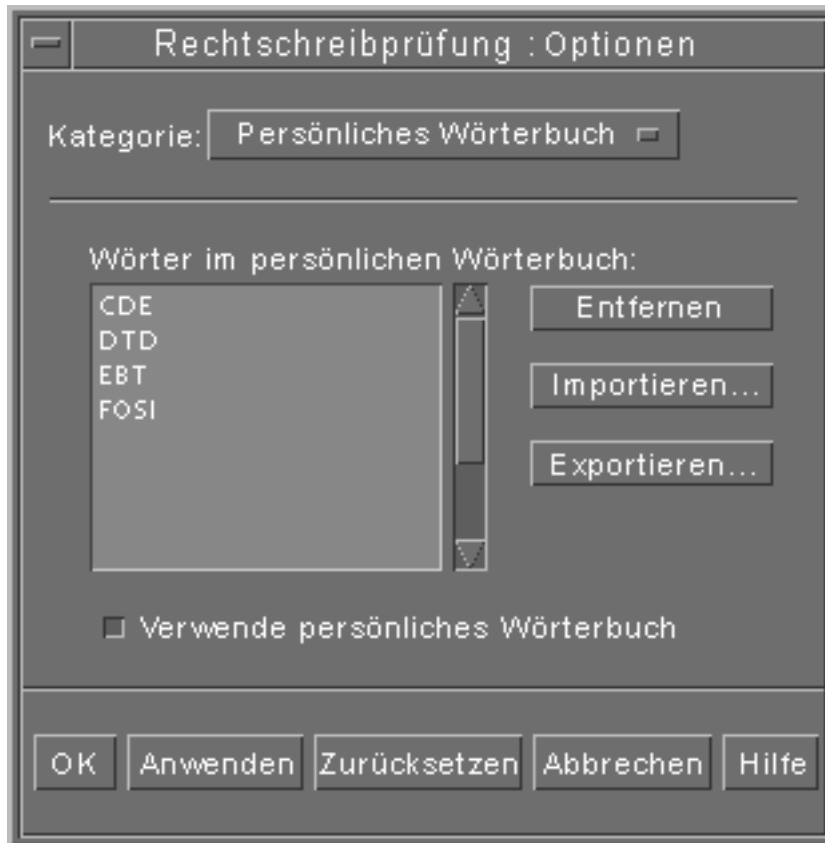 Rechtschreibprüfung : Optionen
Kategorie: Persönliches Wörterbuch
Wörter im persönlichen Wörterbuch:
CDE
DTD
EBT
FOSI
Entfernen
Importieren...
Exportieren...
Verwende persönliches Wörterbuch
OK Anwenden Zurücksetzen Abbrechen Hilfe